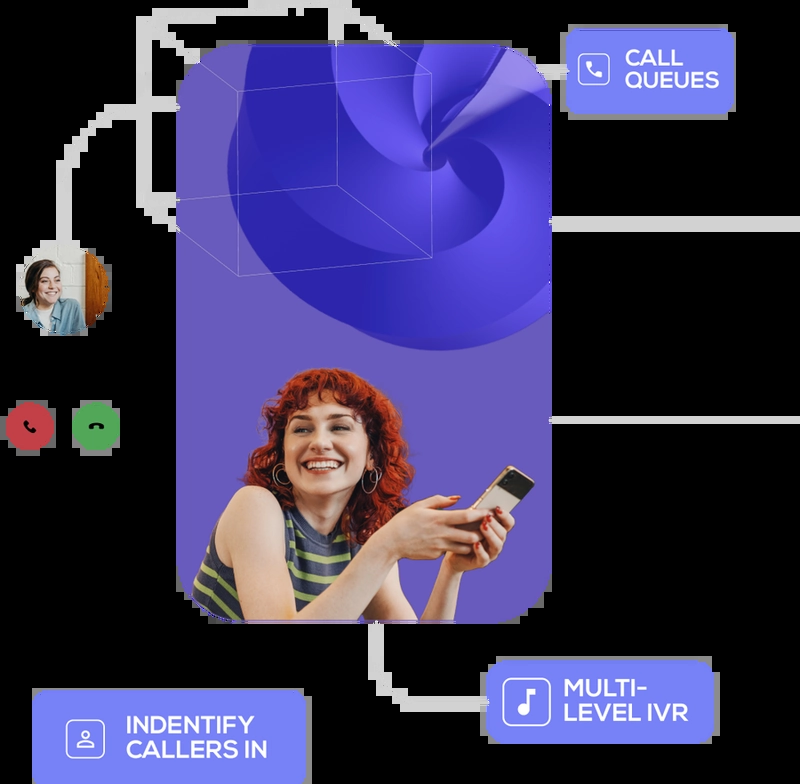 CALL
QUEUES
MULTI-
LEVEL IVR
INDENTIFY
CALLERS IN